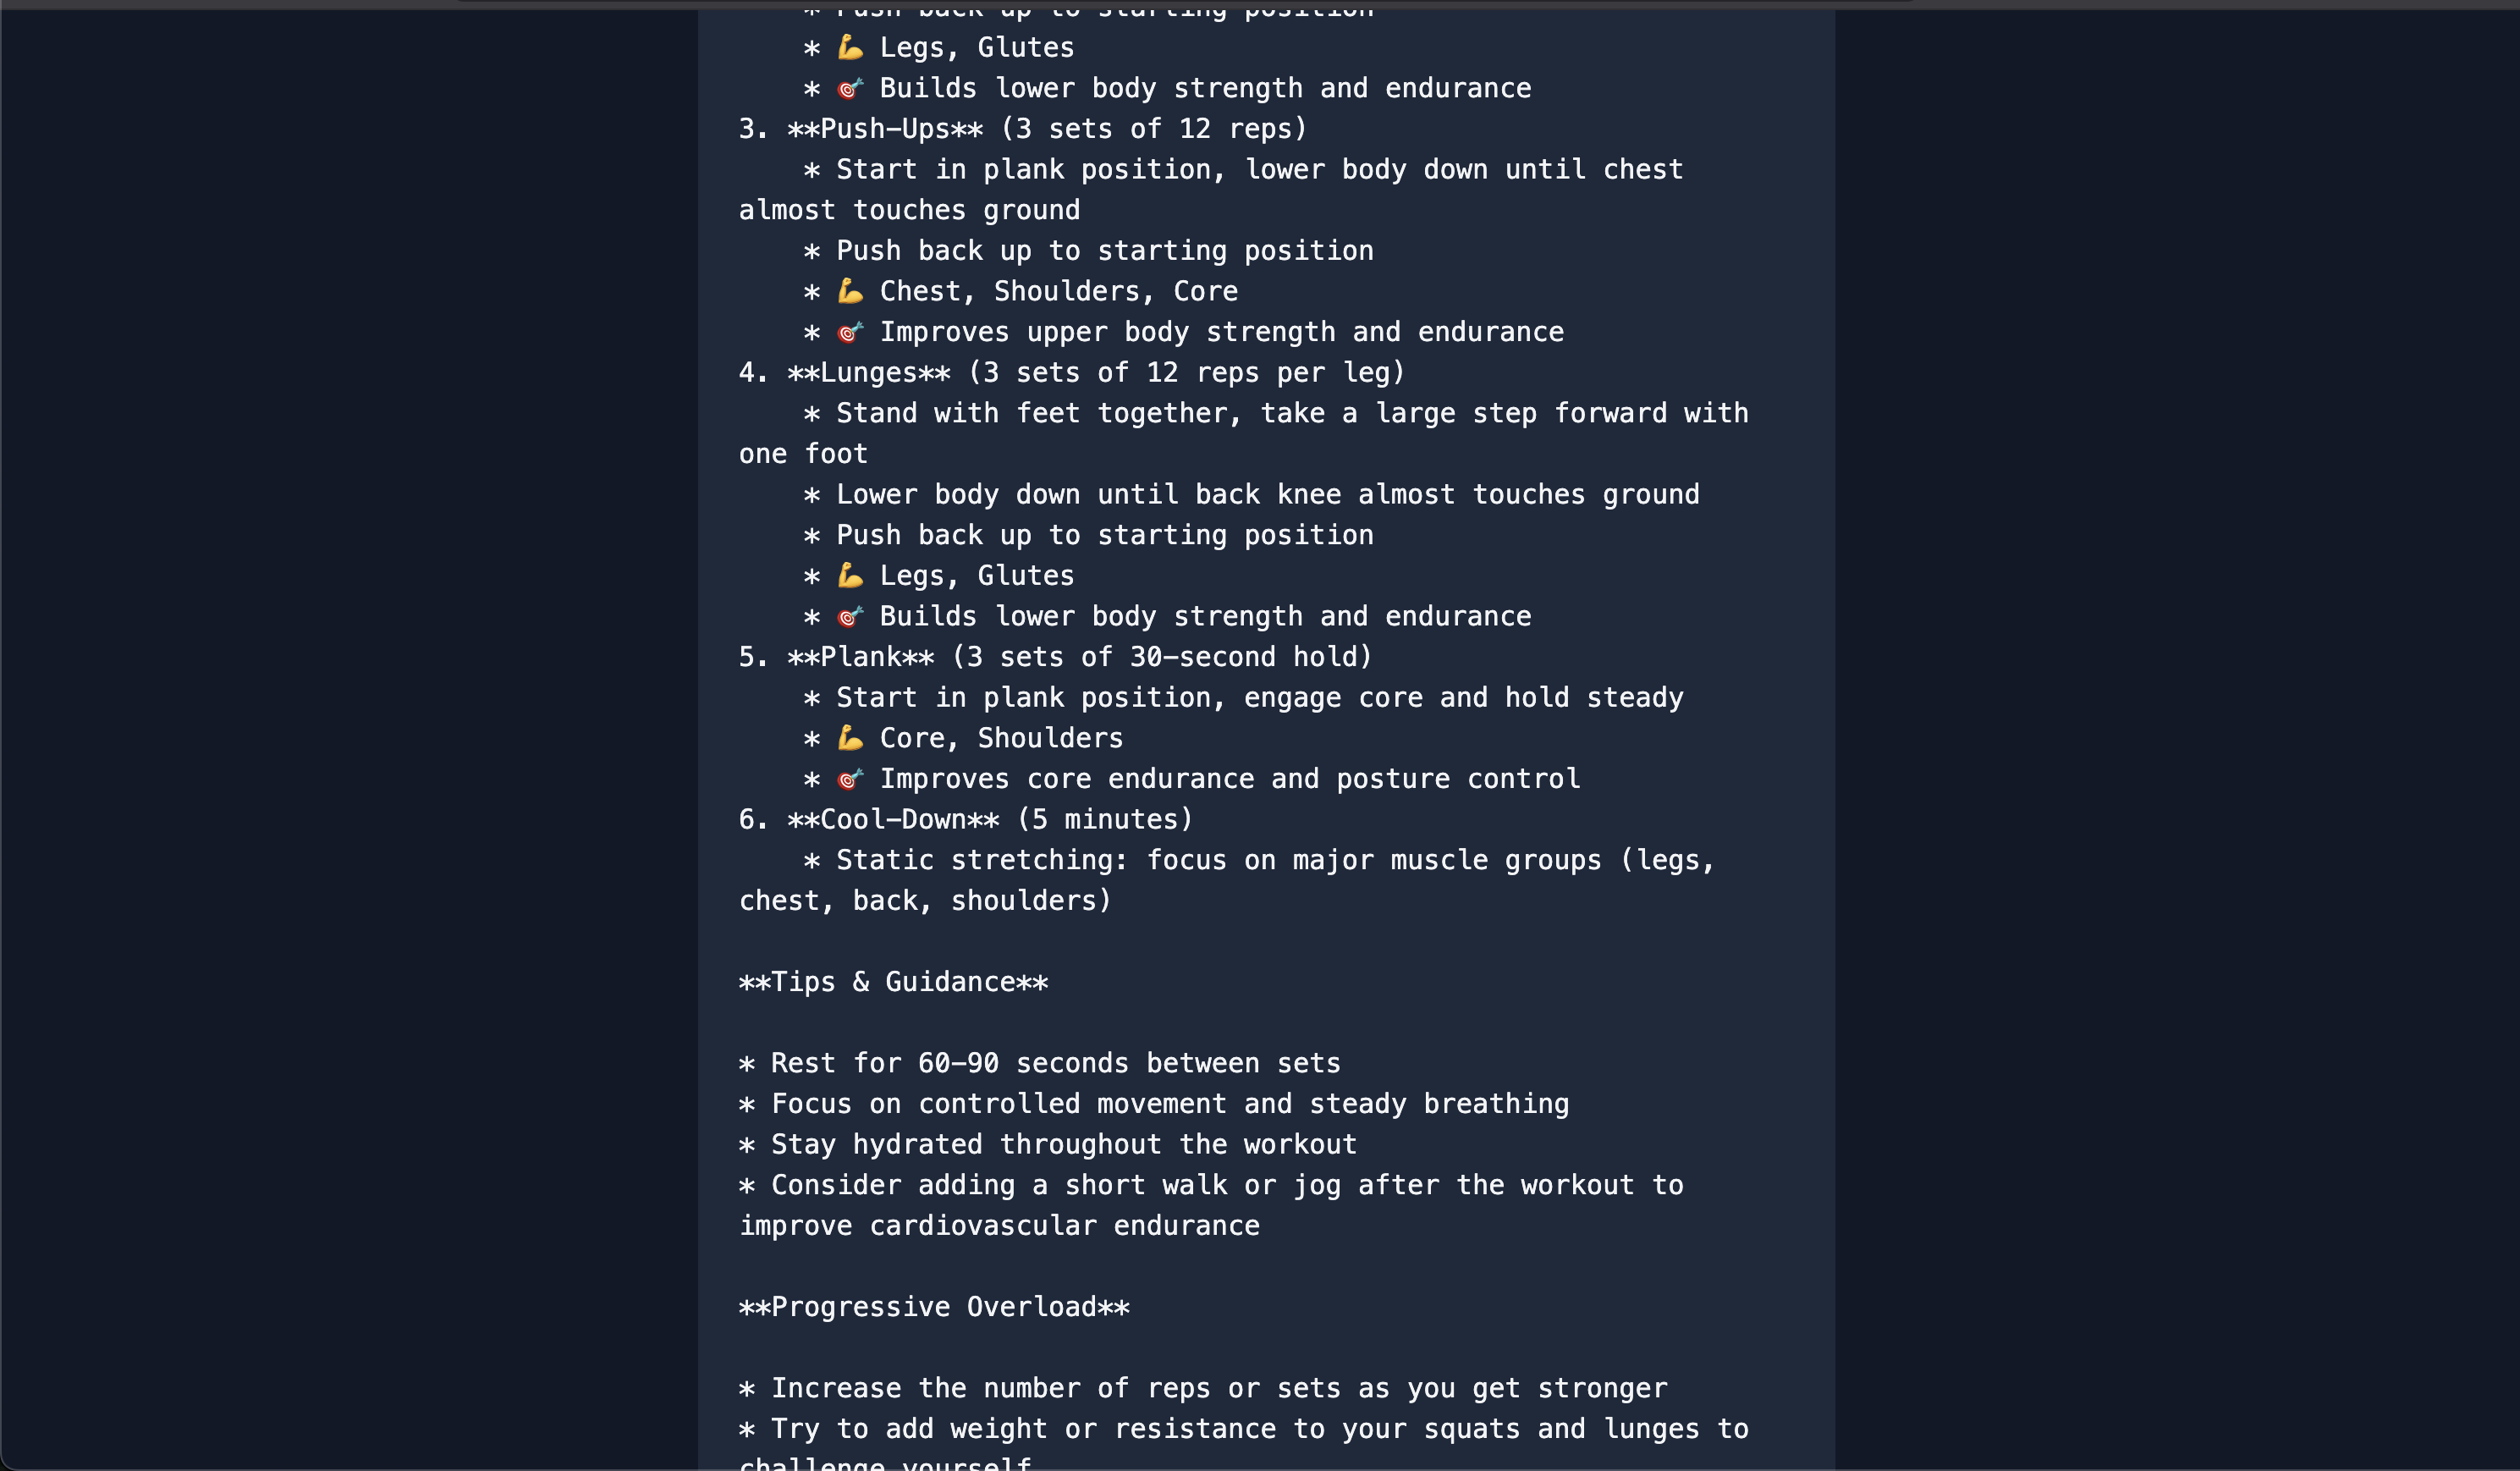 * Push back up to starting position
* 💪 Legs, Glutes
* 🎯 Builds lower body strength and endurance
3. **Push-Ups** (3 sets of 12 reps)
* Start in plank position, lower body down until chest
almost touches ground
* Push back up to starting position
* 💪 Chest, Shoulders, Core
* 🎯 Improves upper body strength and endurance
4. **Lunges** (3 sets of 12 reps per leg)
* Stand with feet together, take a large step forward with
one foot
* Lower body down until back knee almost touches ground
* Push back up to starting position
* 💪 Legs, Glutes
* 🎯 Builds lower body strength and endurance
5. **Plank** (3 sets of 30-second hold)
* Start in plank position, engage core and hold steady
* 💪 Core, Shoulders
* 🎯 Improves core endurance and posture control
6. **Cool-Down** (5 minutes)
* Static stretching: focus on major muscle groups (legs,
chest, back, shoulders)
**Tips & Guidance**
* Rest for 60-90 seconds between sets
* Focus on controlled movement and steady breathing
* Stay hydrated throughout the workout
* Consider adding a short walk or jog after the workout to
improve cardiovascular endurance
**Progressive Overload**
* Increase the number of reps or sets as you get stronger
* Try to add weight or resistance to your squats and lunges to
challenge yourself